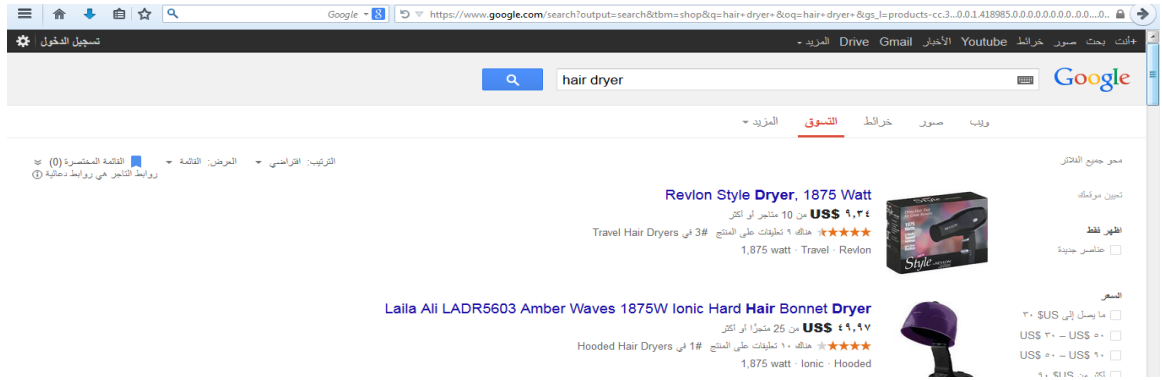 Google
https://www.google.com/search?output=search&tbm=shop&q=hair+dryer+&oq=hair+dryer+&gs_l=products-cc.3...0.0.1.418985.0.0.0.0.0.0.0.0..0.0....0..
+أنت بحث صور خرائط Youtube الأخبار Gmail Drive المزيد
تسجيل الدخول
Google
hair dryer
ويب صور خرائط التسوق المزيد
محو جميع الفلاتر
الترتيب: افتراضي العرض: القائمة القائمة المختصرة (0)
روابط التاجر هي روابط دعائية
تعيين موقعك
اظهر فقط
عناصر جديدة
السعر
ما يصل إلى US$ ٣٠
US$ ٣٠ – US$ ٥٠
US$ ٥٠ – US$ ٩٠
أكثر من US$ ٩٠
Revlon Style Dryer, 1875 Watt
US$ ٩,٣٤ من 10 متاجر أو أكثر
هناك ٩ تعليقات على المنتج #3 في Travel Hair Dryers
1,875 watt · Travel · Revlon
Style
Laila Ali LADR5603 Amber Waves 1875W Ionic Hard Hair Bonnet Dryer
US$ ٤٩,٩٧ من 25 متجرًا أو أكثر
هناك ١٠ تعليقات على المنتج #1 في Hooded Hair Dryers
1,875 watt · Ionic · Hooded